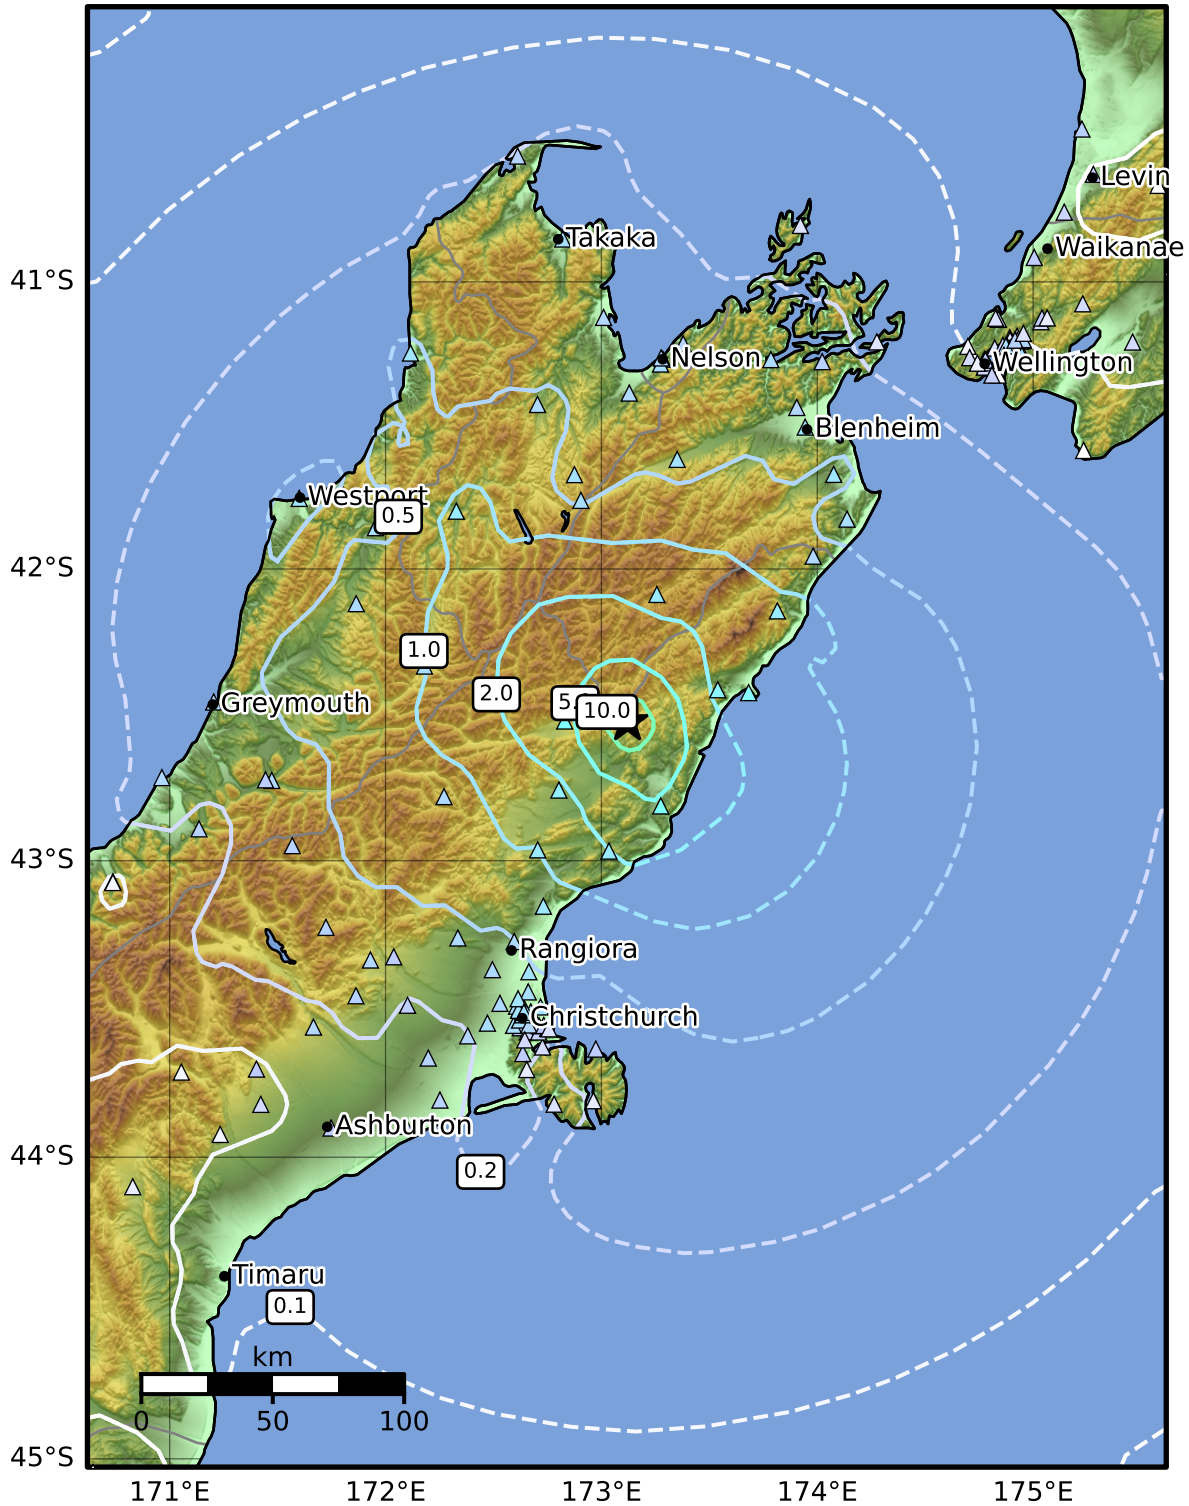 Levin
Takaka
Waikanae
41°S
Nelson
Wellington
Blenheim
Westport
0.5
42°S
1.0
2.0
5.
10.0
Greymouth
43°S
Rangiora
Christchurch
Ashburton
44°S
0.2
Timaru
0.1
km
0
50
100
45°S
171°E
172°E
173°E
174°E
175°E